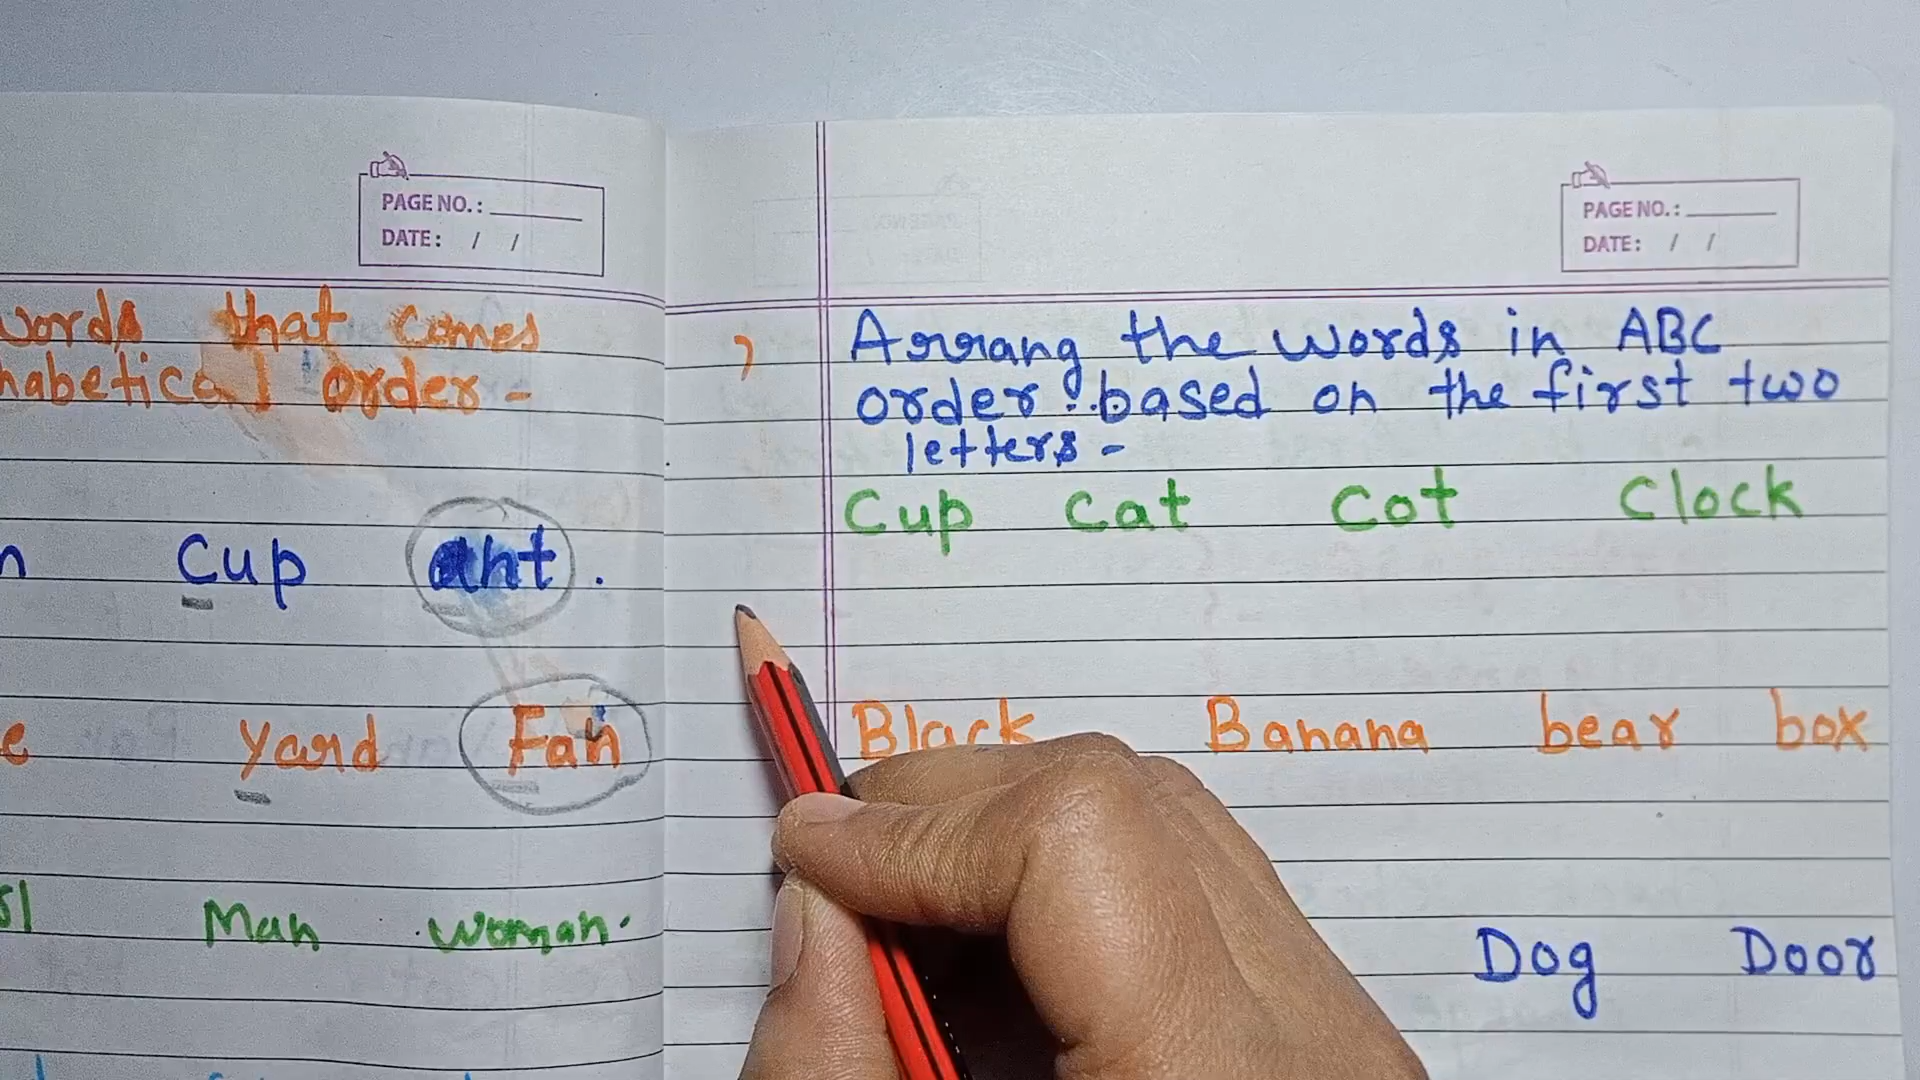 PAGE NO.:
DATE: / /
words that comes
habetical order -
n Cup ant.
e yard Fan
Man woman.
PAGE NO.:
DATE: / /
Arrang the words in ABC
order based on the first two
letters -
Cup Cat Cot Clock
Black Banana bear box
Dog Door